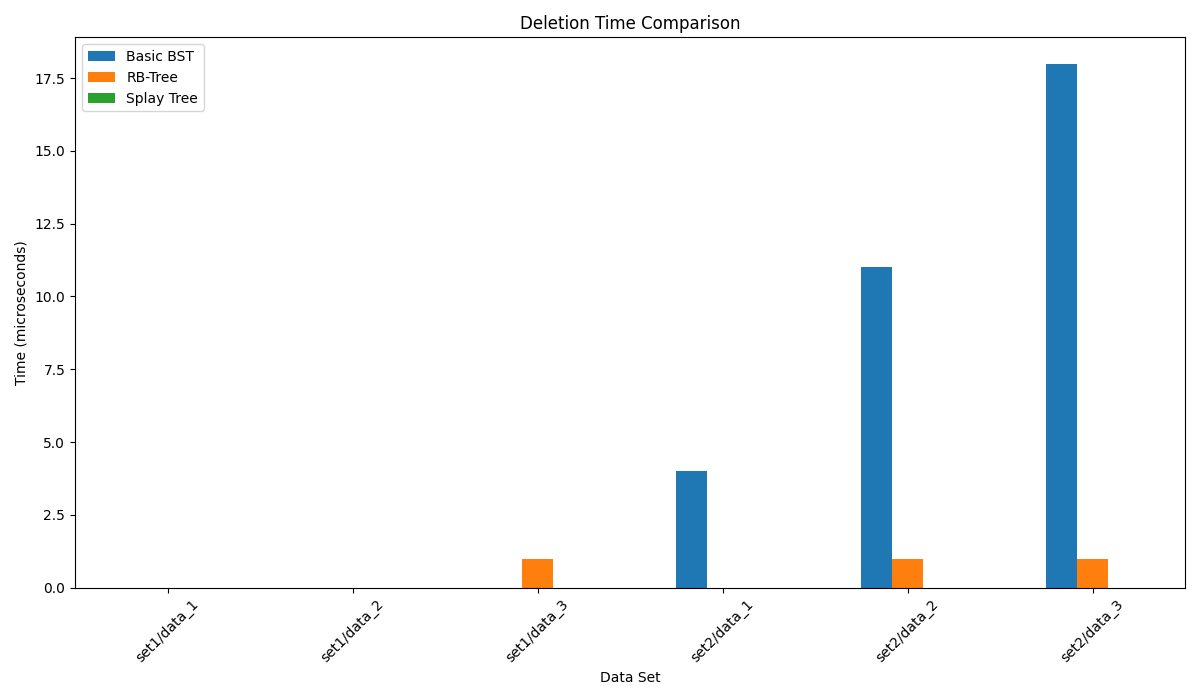 Deletion Time Comparison
Basic BST
RB-Tree
Splay Tree
17.5
15.0
12.5
10.0
7.5
5.0
2.5
0.0
Time (microseconds)
set1/data_1
set1/data_2
set1/data_3
set2/data_1
set2/data_2
set2/data_3
Data Set